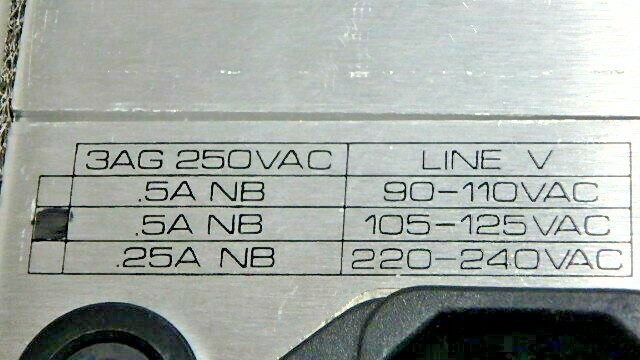 3AG 250VAC LINE V
.5A NB 90-110VAC
.5A NB 105-125VAC
.25A NB 220-240VAC